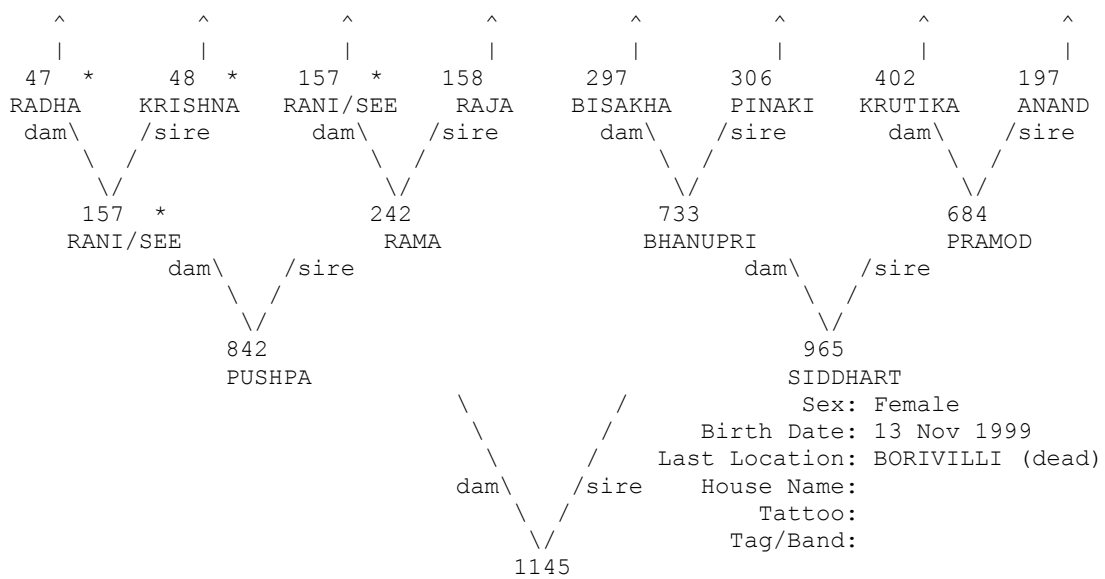 ^ ^ ^ ^ ^ ^ ^ ^
| | | | | | | |
47 * 48 * 157 * 158 297 306 402 197
RADHA KRISHNA RANI/SEE RAJA BISAKHA PINAKI KRUTIKA ANAND
dam\ /sire dam\ /sire dam\ /sire dam\ /sire
\ / \ / \ / \ /
\/ \/ \/ \/
157 * 242 733 684
RANI/SEE RAMA BHANUPRI PRAMOD
dam\ /sire dam\ /sire
\ / \ /
\/ \/
842 965
PUSHPA SIDDHART
\ / Sex: Female
\ / Birth Date: 13 Nov 1999
\ / Last Location: BORIVILLI (dead)
dam\ /sire House Name:
\ / Tattoo:
\/ Tag/Band:
1145